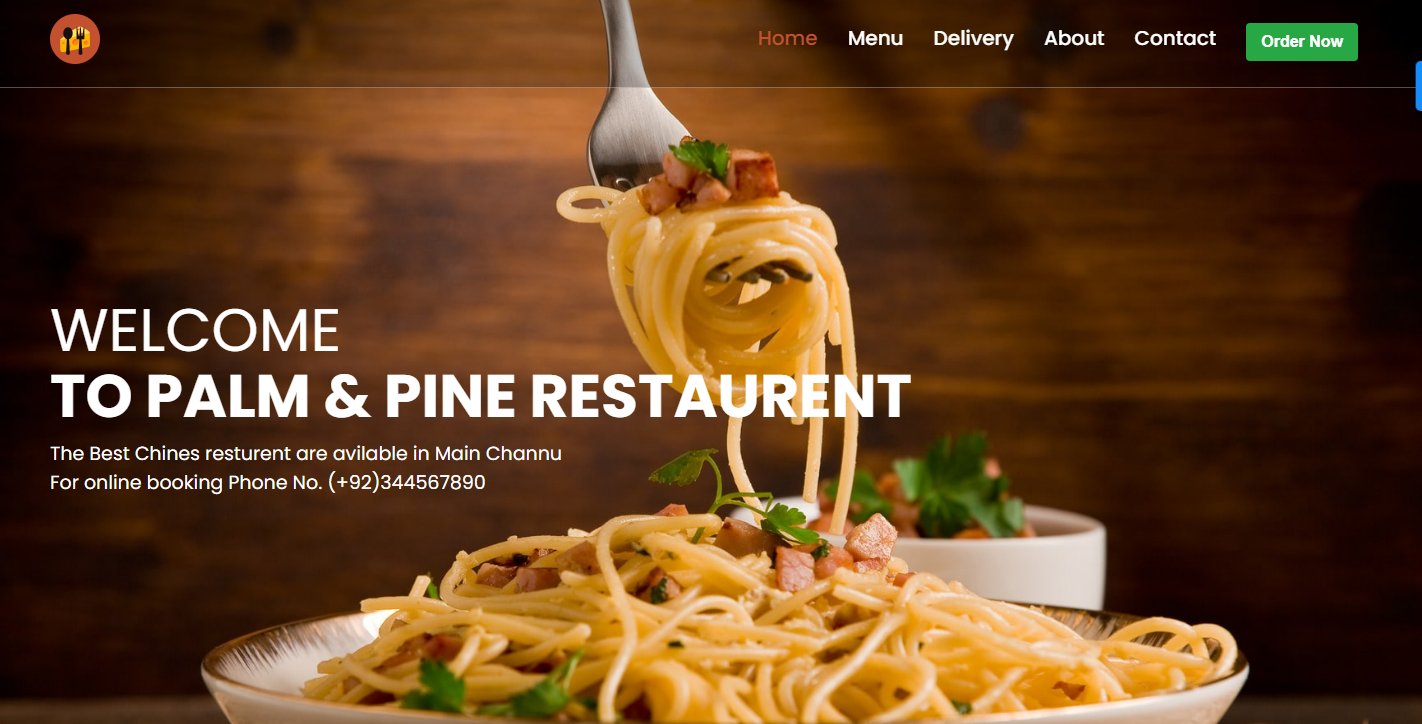 Home Menu Delivery About Contact Order Now
WELCOME
TO PALM & PINE RESTAURENT
The Best Chines resturent are avilable in Main Channu
For online booking Phone No. (+92)344567890